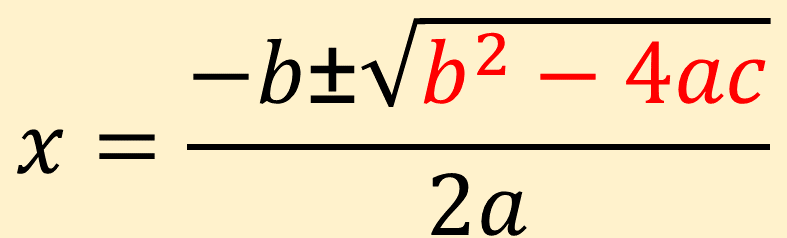 x = (−b ± √(b² − 4ac)) / 2a